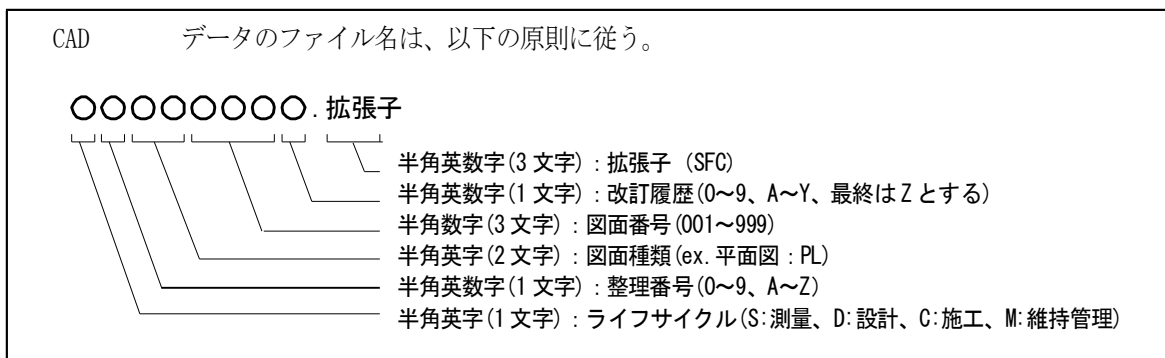 CAD データのファイル名は、以下の原則に従う。
○○○○○○○○.拡張子
半角英数字(3文字):拡張子 (SFC)
半角英数字(1文字):改訂履歴(0〜9、A〜Y、最終はZとする)
半角数字(3文字):図面番号(001〜999)
半角英字(2文字):図面種類(ex.平面図:PL)
半角英数字(1文字):整理番号(0〜9、A〜Z)
半角英字(1文字):ライフサイクル(S:測量、D:設計、C:施工、M:維持管理)